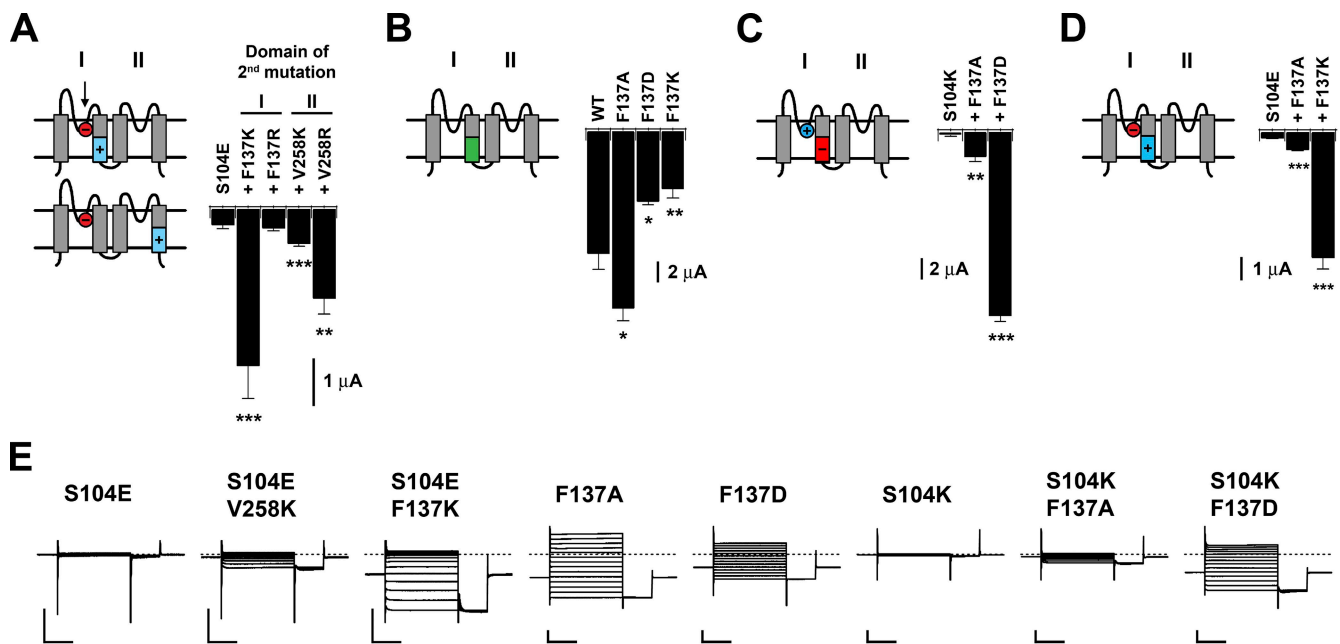 A
I
II
Domain of
2nd mutation
I
II
S104E
+ F137K
+ F137R
+ V258K
+ V258R
−
+
−
+
***
**
***
1 µA
B
I
II
WT
F137A
F137D
F137K
*
**
*
2 µA
C
I
II
S104K
+ F137A
+ F137D
+
−
**
***
2 µA
D
I
II
S104E
+ F137A
+ F137K
−
+
***
***
1 µA
E
S104E
S104E
V258K
S104E
F137K
F137A
F137D
S104K
S104K
F137A
S104K
F137D